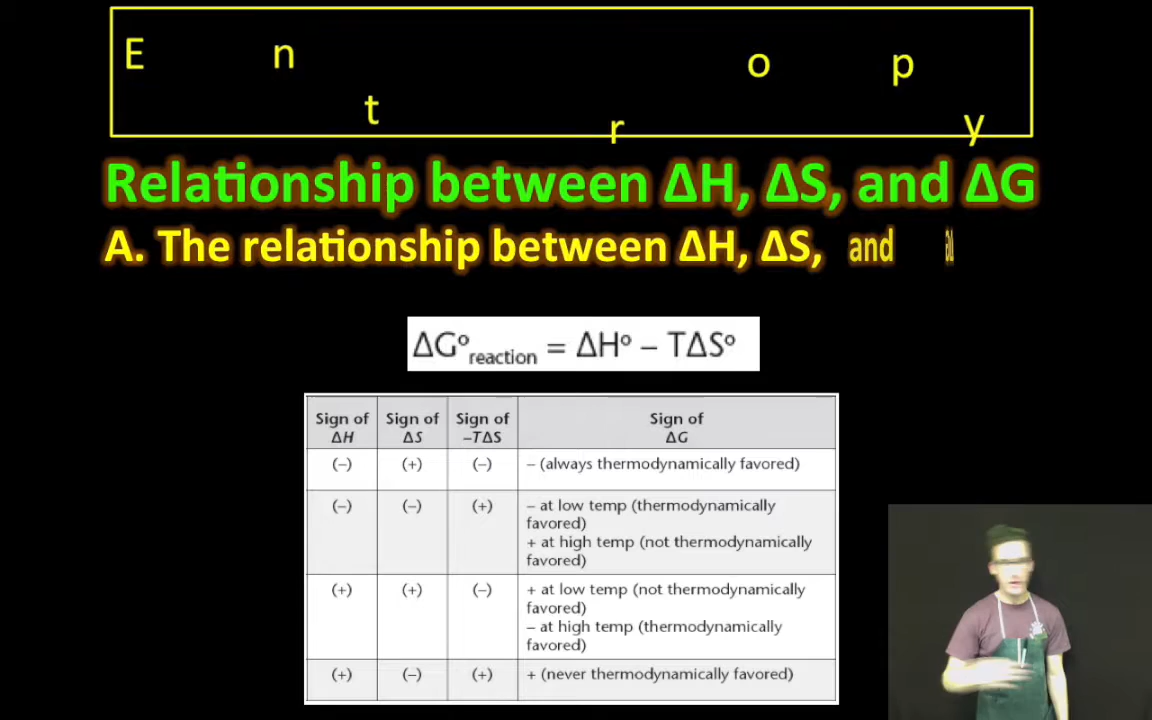 E n t r o p y
Relationship between ΔH, ΔS, and ΔG
A. The relationship between ΔH, ΔS, and
ΔG°reaction = ΔH° – TΔS°
Sign of ΔH Sign of ΔS Sign of –TΔS Sign of ΔG
(–) (+) (–) – (always thermodynamically favored)
(–) (–) (+) – at low temp (thermodynamically
favored)
+ at high temp (not thermodynamically
favored)
(+) (+) (–) + at low temp (not thermodynamically
favored)
– at high temp (thermodynamically
favored)
(+) (–) (+) + (never thermodynamically favored)